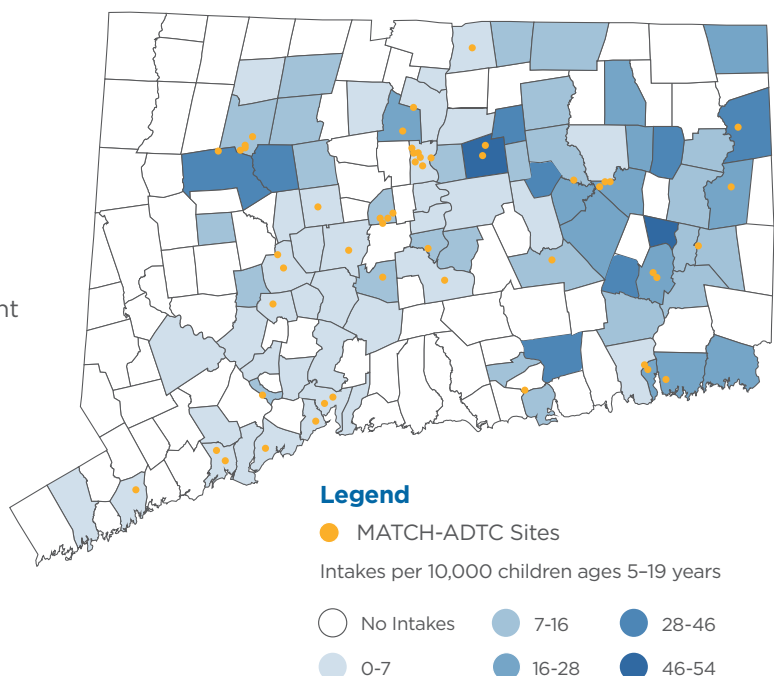 nt
Legend
MATCH-ADTC Sites
Intakes per 10,000 children ages 5–19 years
No Intakes 7-16 28-46
0-7 16-28 46-54